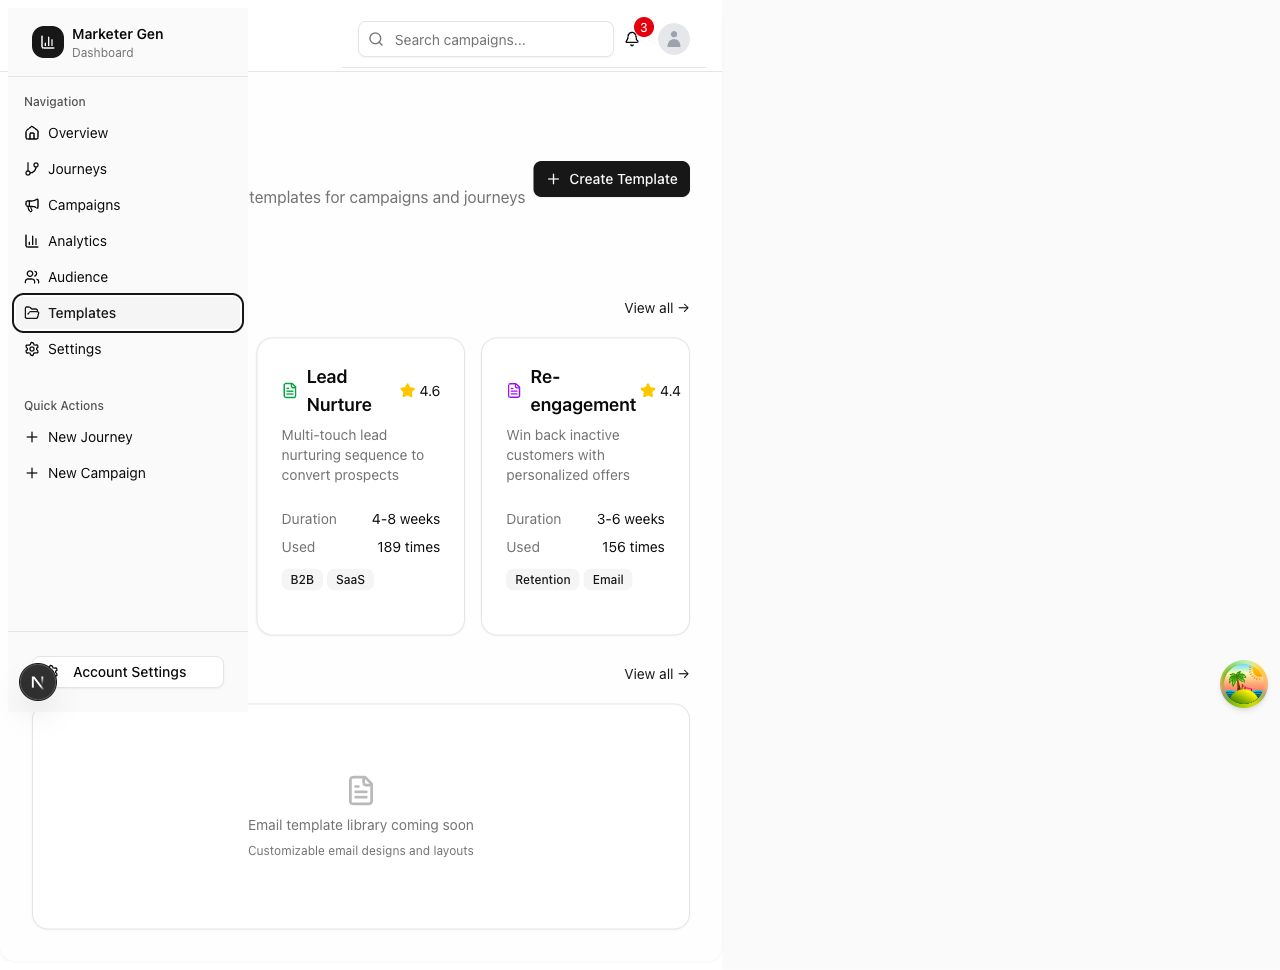 Marketer Gen
Dashboard
Search campaigns...
3
Navigation
Overview
Journeys
Campaigns
Analytics
Audience
Templates
Settings
Quick Actions
New Journey
New Campaign
Account Settings
N
templates for campaigns and journeys
Create Template
View all →
Lead
Nurture
4.6
Multi-touch lead
nurturing sequence to
convert prospects
Duration 4-8 weeks
Used 189 times
B2B SaaS
Re-
engagement
4.4
Win back inactive
customers with
personalized offers
Duration 3-6 weeks
Used 156 times
Retention Email
View all →
Email template library coming soon
Customizable email designs and layouts